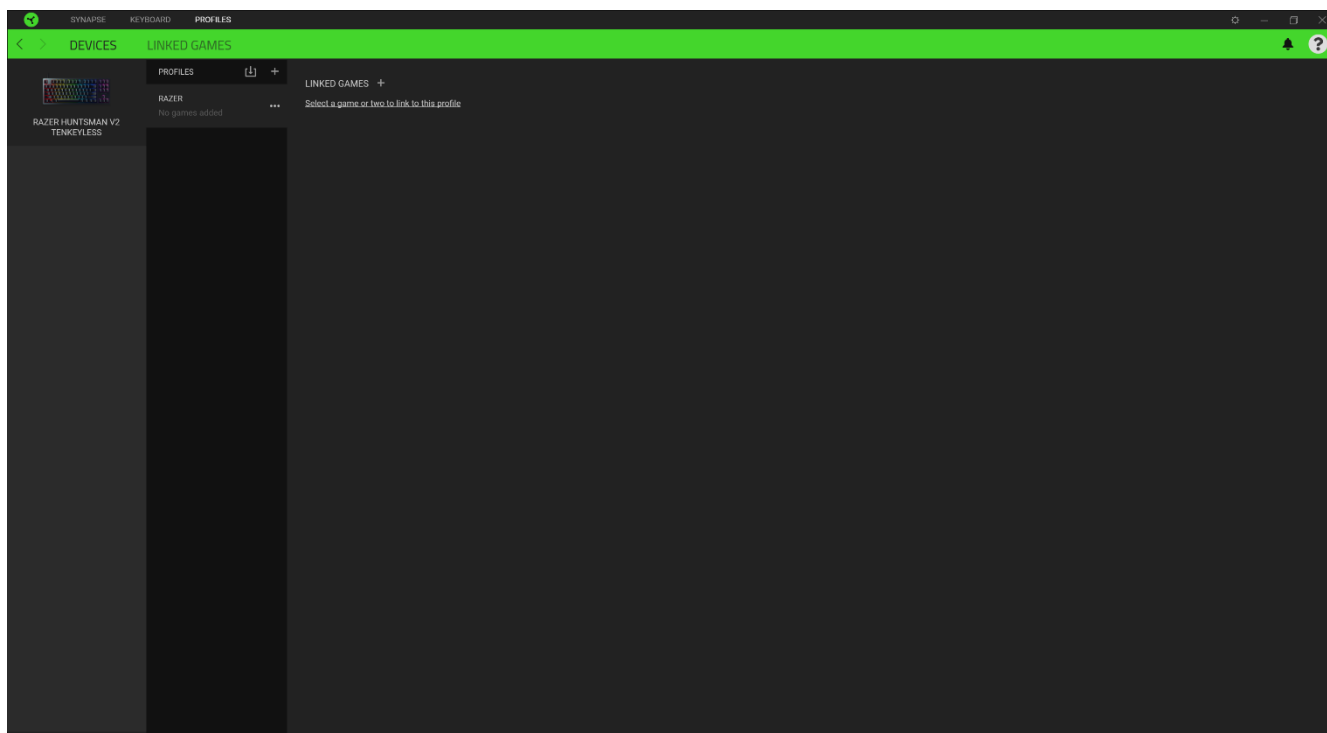 SYNAPSE KEYBOARD PROFILES
DEVICES LINKED GAMES
RAZER HUNTSMAN V2
TENKEYLESS
PROFILES
RAZER
No games added
LINKED GAMES +
Select a game or two to link to this profile